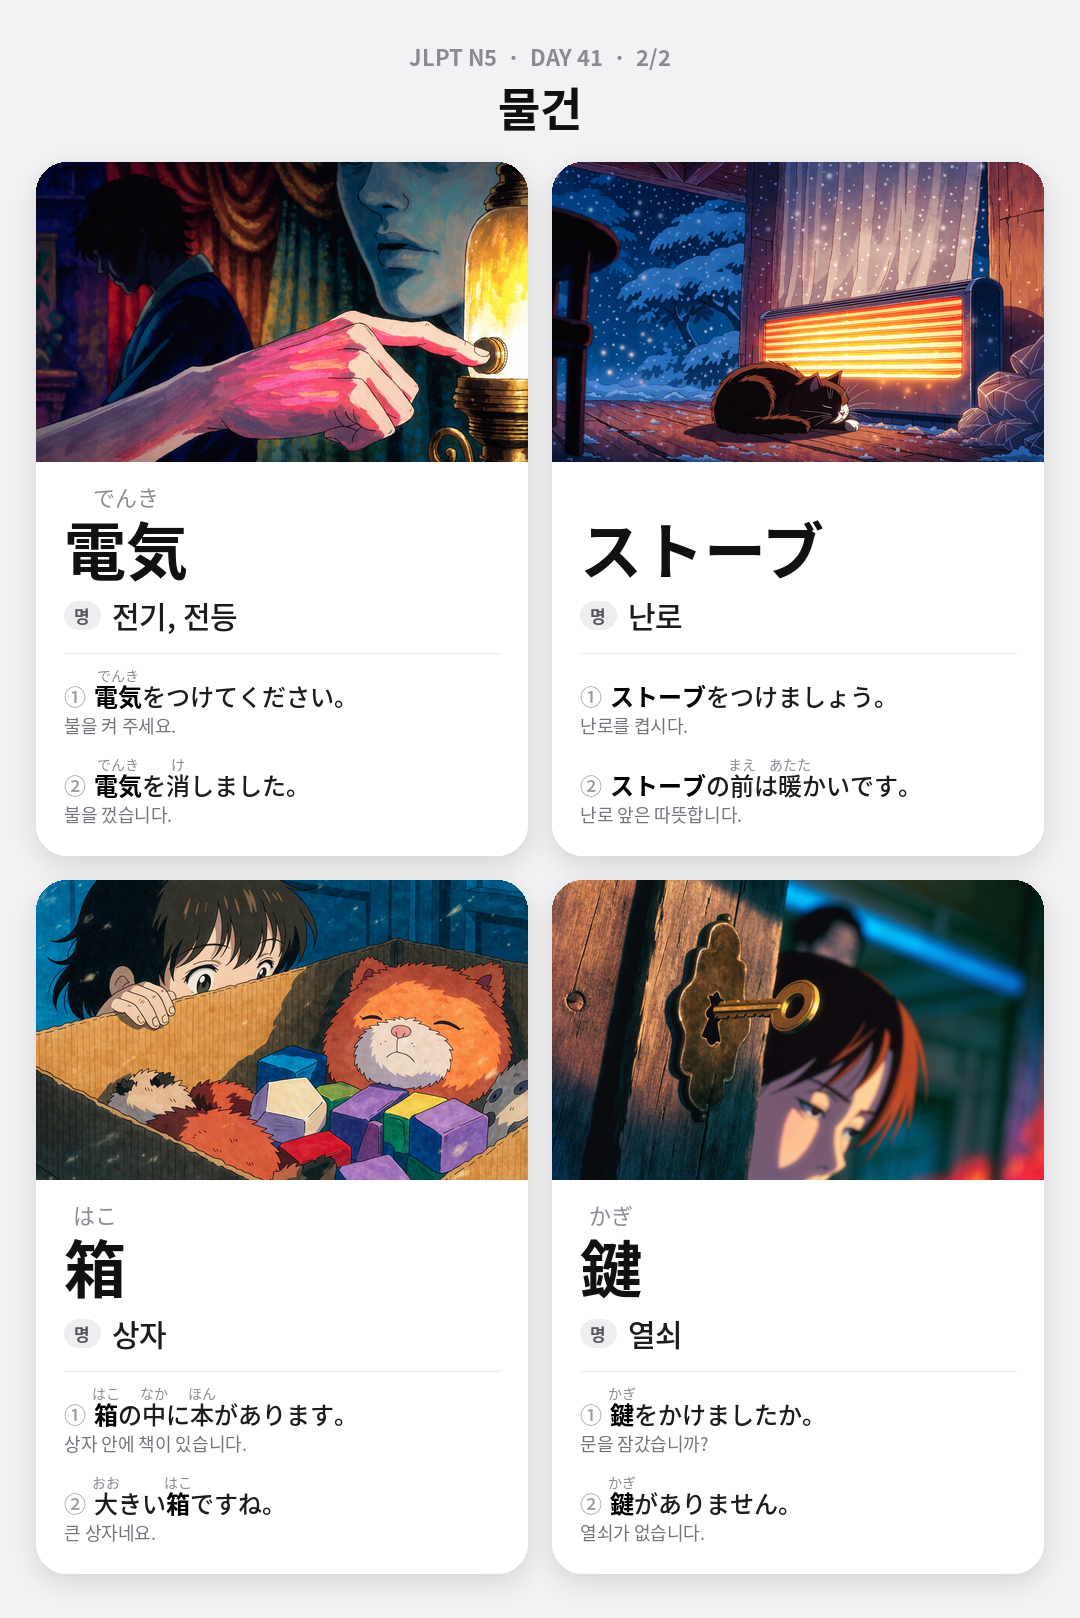 JLPT N5 · DAY 41 · 2/2
물건
でんき
電気
명 전기, 전등
でんき
① 電気をつけてください。
불을 켜 주세요.
でんき け
② 電気を消しました。
불을 껐습니다.
ストーブ
명 난로
① ストーブをつけましょう。
난로를 켭시다.
まえ あたた
② ストーブの前は暖かいです。
난로 앞은 따뜻합니다.
はこ
箱
명 상자
はこ なか ほん
① 箱の中に本があります。
상자 안에 책이 있습니다.
おお はこ
② 大きい箱ですね。
큰 상자네요.
かぎ
鍵
명 열쇠
かぎ
① 鍵をかけましたか。
문을 잠갔습니까?
かぎ
② 鍵がありません。
열쇠가 없습니다.